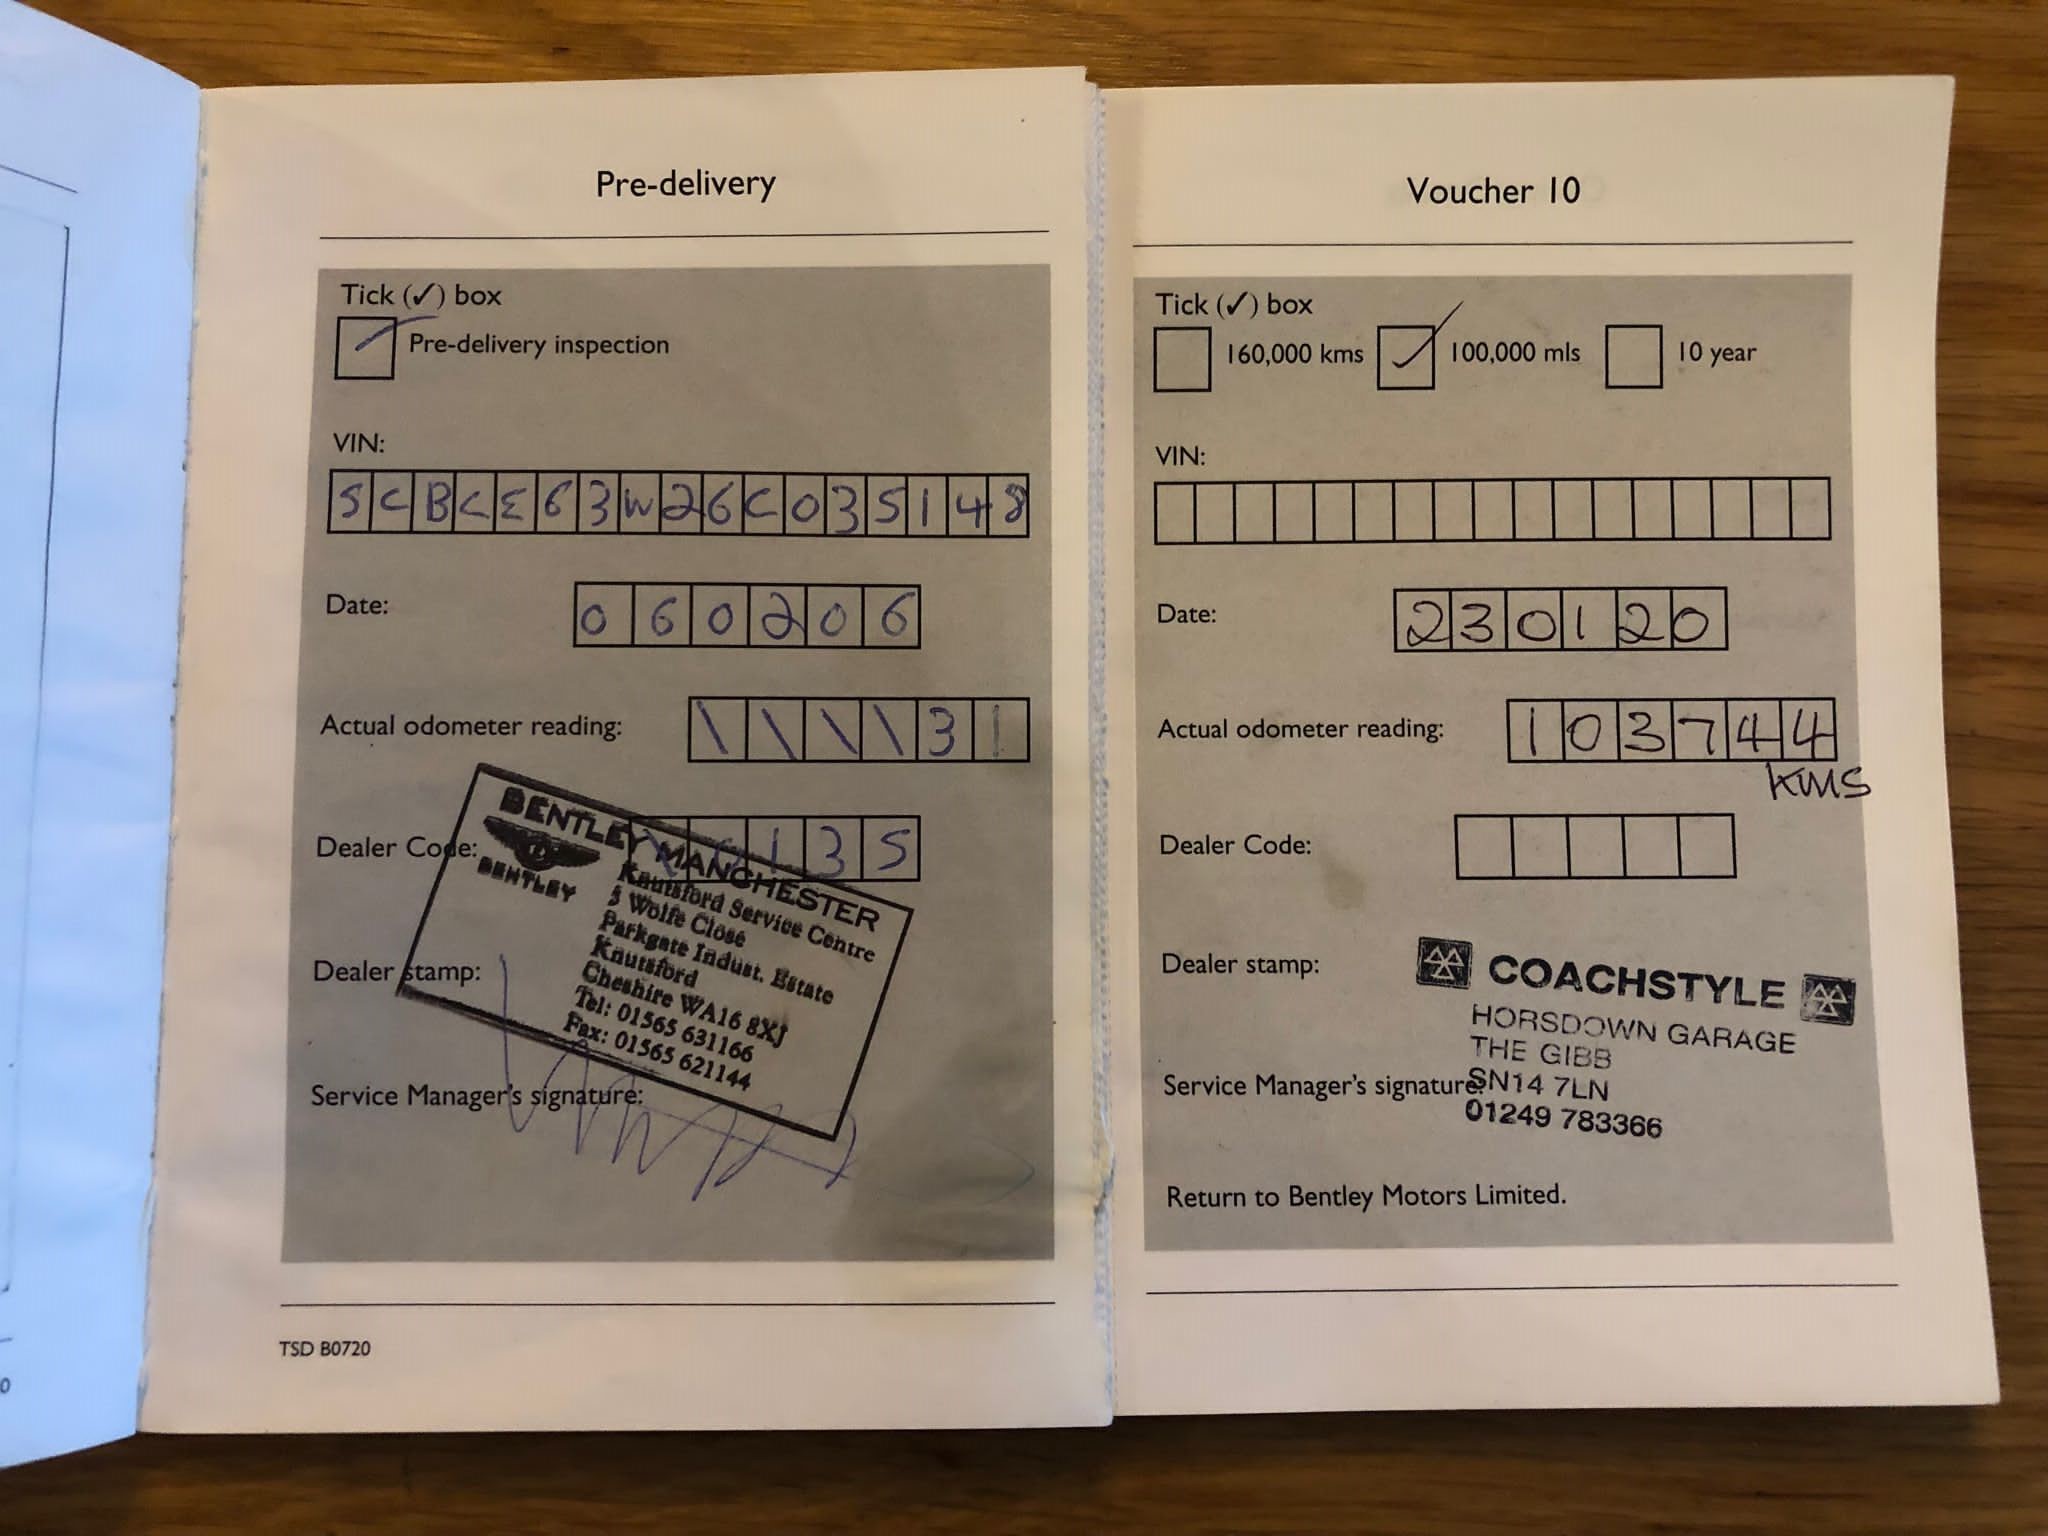 Pre-delivery
Tick (✓) box
Pre-delivery inspection
VIN:
SCBCE63W26C035148
Date: 060206
Actual odometer reading: \\\\31
Dealer Code: 135
BENTLEY MANCHESTER
BENTLEY
Knutsford Service Centre
5 Wolfe Close
Parkgate Indust. Estate
Knutsford
Cheshire WA16 8XJ
Tel: 01565 631166
Fax: 01565 621144
Dealer stamp:
Service Manager's signature:
TSD B0720
0
Voucher 10
Tick (✓) box
160,000 kms ✓ 100,000 mls 10 year
VIN:
Date: 230120
Actual odometer reading: 103744
KMS
Dealer Code:
Dealer stamp: COACHSTYLE
HORSDOWN GARAGE
THE GIBB
Service Manager's signature: SN14 7LN
01249 783366
Return to Bentley Motors Limited.